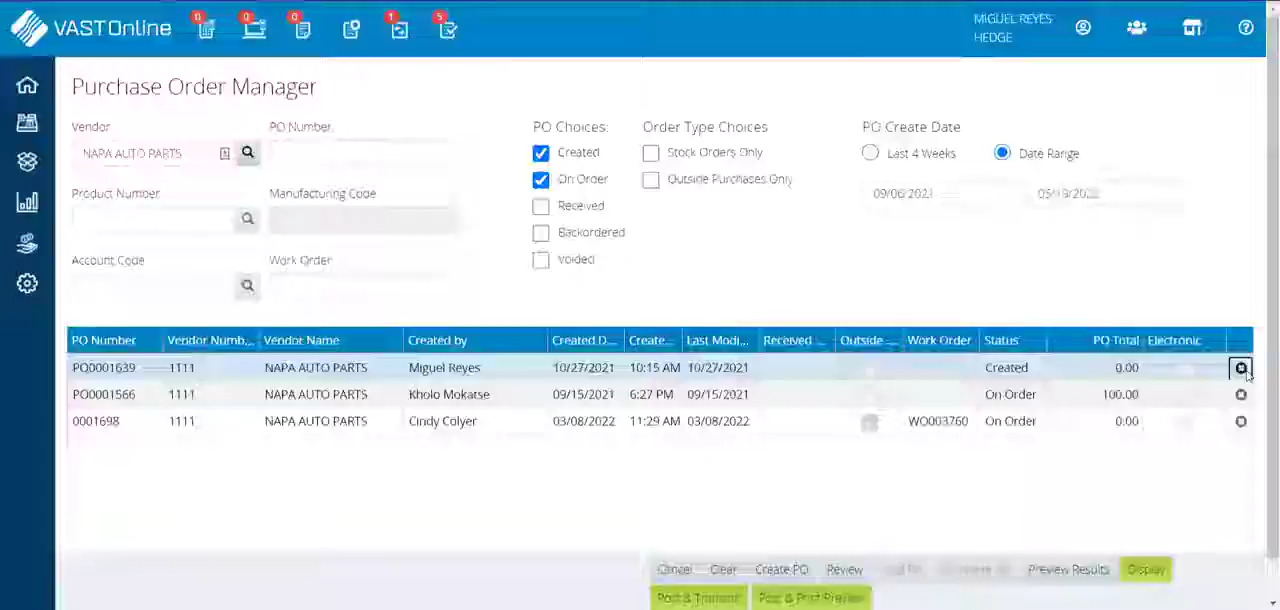 VASTOnline
0 0 0 1 5
MIGUEL REYES
HEDGE
Purchase Order Manager
Vendor PO Number PO Choices: Order Type Choices PO Create Date
NAPA AUTO PARTS Created Stock Orders Only Last 4 Weeks Date Range
On Order Outside Purchases Only
Product Number Manufacturing Code 09/06/2021
Received
Backordered
Account Code Work Order Voided
PO Number Vendor Numb... Vendor Name Created by Created D... Create... Last Modi... Received ... Outside ... Work Order Status PO Total Electronic
PO0001639 1111 NAPA AUTO PARTS Miguel Reyes 10/27/2021 10:15 AM 10/27/2021 Created 0.00
PO0001566 1111 NAPA AUTO PARTS Kholo Mokatse 09/15/2021 6:27 PM 09/15/2021 On Order 100.00
0001698 1111 NAPA AUTO PARTS Cindy Colyer 03/08/2022 11:29 AM 03/08/2022 WO003760 On Order 0.00
Cancel Clear Create PO Review Preview Results Display
Post & Transmit Post & Print Preview